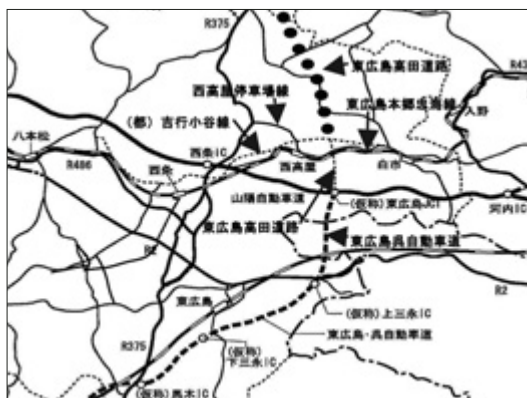 R375
東広島高田道路
R43
西高屋停車場線
東広島本郷忠海線
(都) 吉行小谷線
入野
八本松
西条IC
R486
西条
西高屋
白市
山陽自動車道
(仮称) 東広島JCT
河内IC
東広島高田道路
東広島呉自動車道
R2
東広島
R2
(仮称) 上三永IC
東広島・呉自動車道
R375
(仮称)
下三永IC
(仮称) 馬木IC